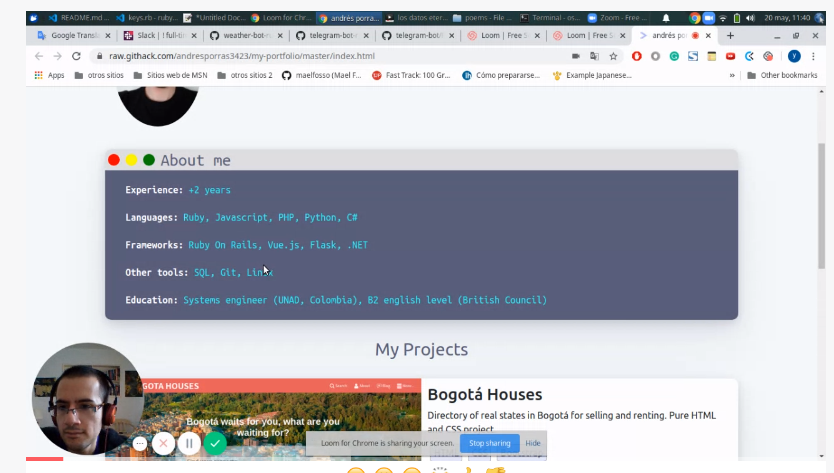 README.md ...
keys.rb - ruby...
*Untitled Doc...
Loom for Chr...
andrés porra...
los datos eter...
poems - File ...
Terminal - os...
Zoom - Free ...
20 may, 11:40
Google Transla
Slack | !full-tim
weather-bot-r
telegram-bot-r
telegram-bot/
Loom | Free S
Loom | Free S
andrés por
raw.githack.com/andresporras3423/my-portfolio/master/index.html
Apps
otros sitios
Sitios web de MSN
otros sitios 2
maelfosso (Mael F...
Fast Track: 100 Gr...
Cómo prepararse...
Example Japanese...
»
Other bookmarks
About me
Experience: +2 years
Languages: Ruby, Javascript, PHP, Python, C#
Frameworks: Ruby On Rails, Vue.js, Flask, .NET
Other tools: SQL, Git, Linux
Education: Systems engineer (UNAD, Colombia), B2 english level (British Council)
My Projects
GOTA HOUSES
Search
About
Blog
Bogotá waits for you, what are you
waiting for?
Bogotá Houses
Directory of real states in Bogotá for selling and renting. Pure HTML
and CSS project
Loom for Chrome is sharing your screen.
Stop sharing
Hide